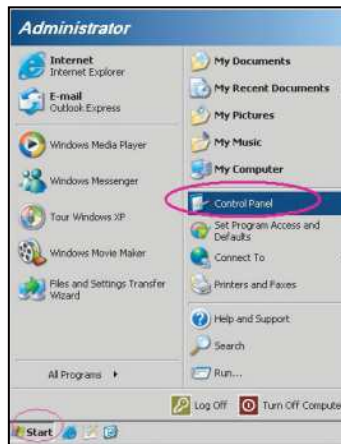 Administrator
Internet
Internet Explorer
E-mail
Outlook Express
Windows Media Player
Windows Messenger
Tour Windows XP
Windows Movie Maker
Files and Settings Transfer
Wizard
All Programs
My Documents
My Recent Documents
My Pictures
My Music
My Computer
Control Panel
Set Program Access and
Defaults
Connect To
Printers and Faxes
Help and Support
Search
Run...
Log Off
Turn Off Compute
Start